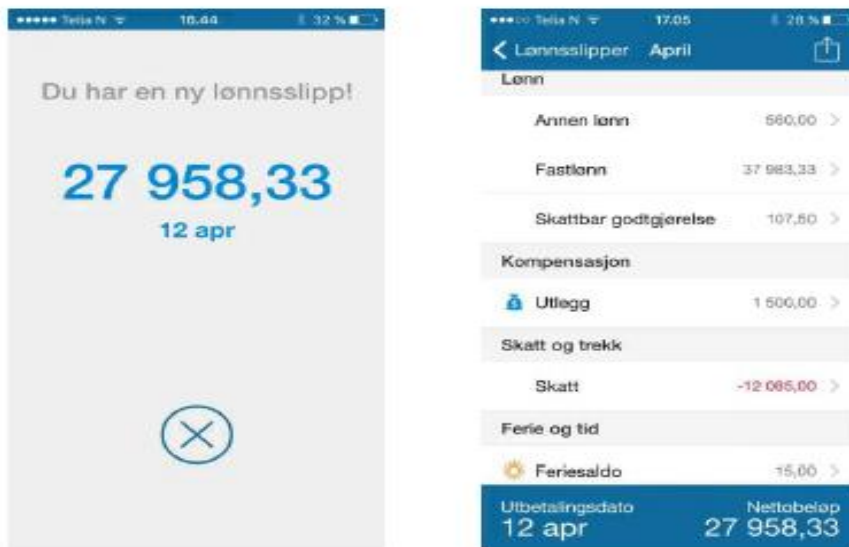 Telia N 32 %
Du har en ny lønnsslipp!
27 958,33
12 apr
Telia N 17.05 28 %
Lønnsslipper April
Lønn
Annen lønn 560,00
Fastlønn 37 983,33
Skattbar godtgjørelse 107,50
Kompensasjon
Utlegg 1 500,00
Skatt og trekk
Skatt -12 085,00
Ferie og tid
Feriesaldo 15,00
Utbetalingsdato Nettobeløp
12 apr 27 958,33